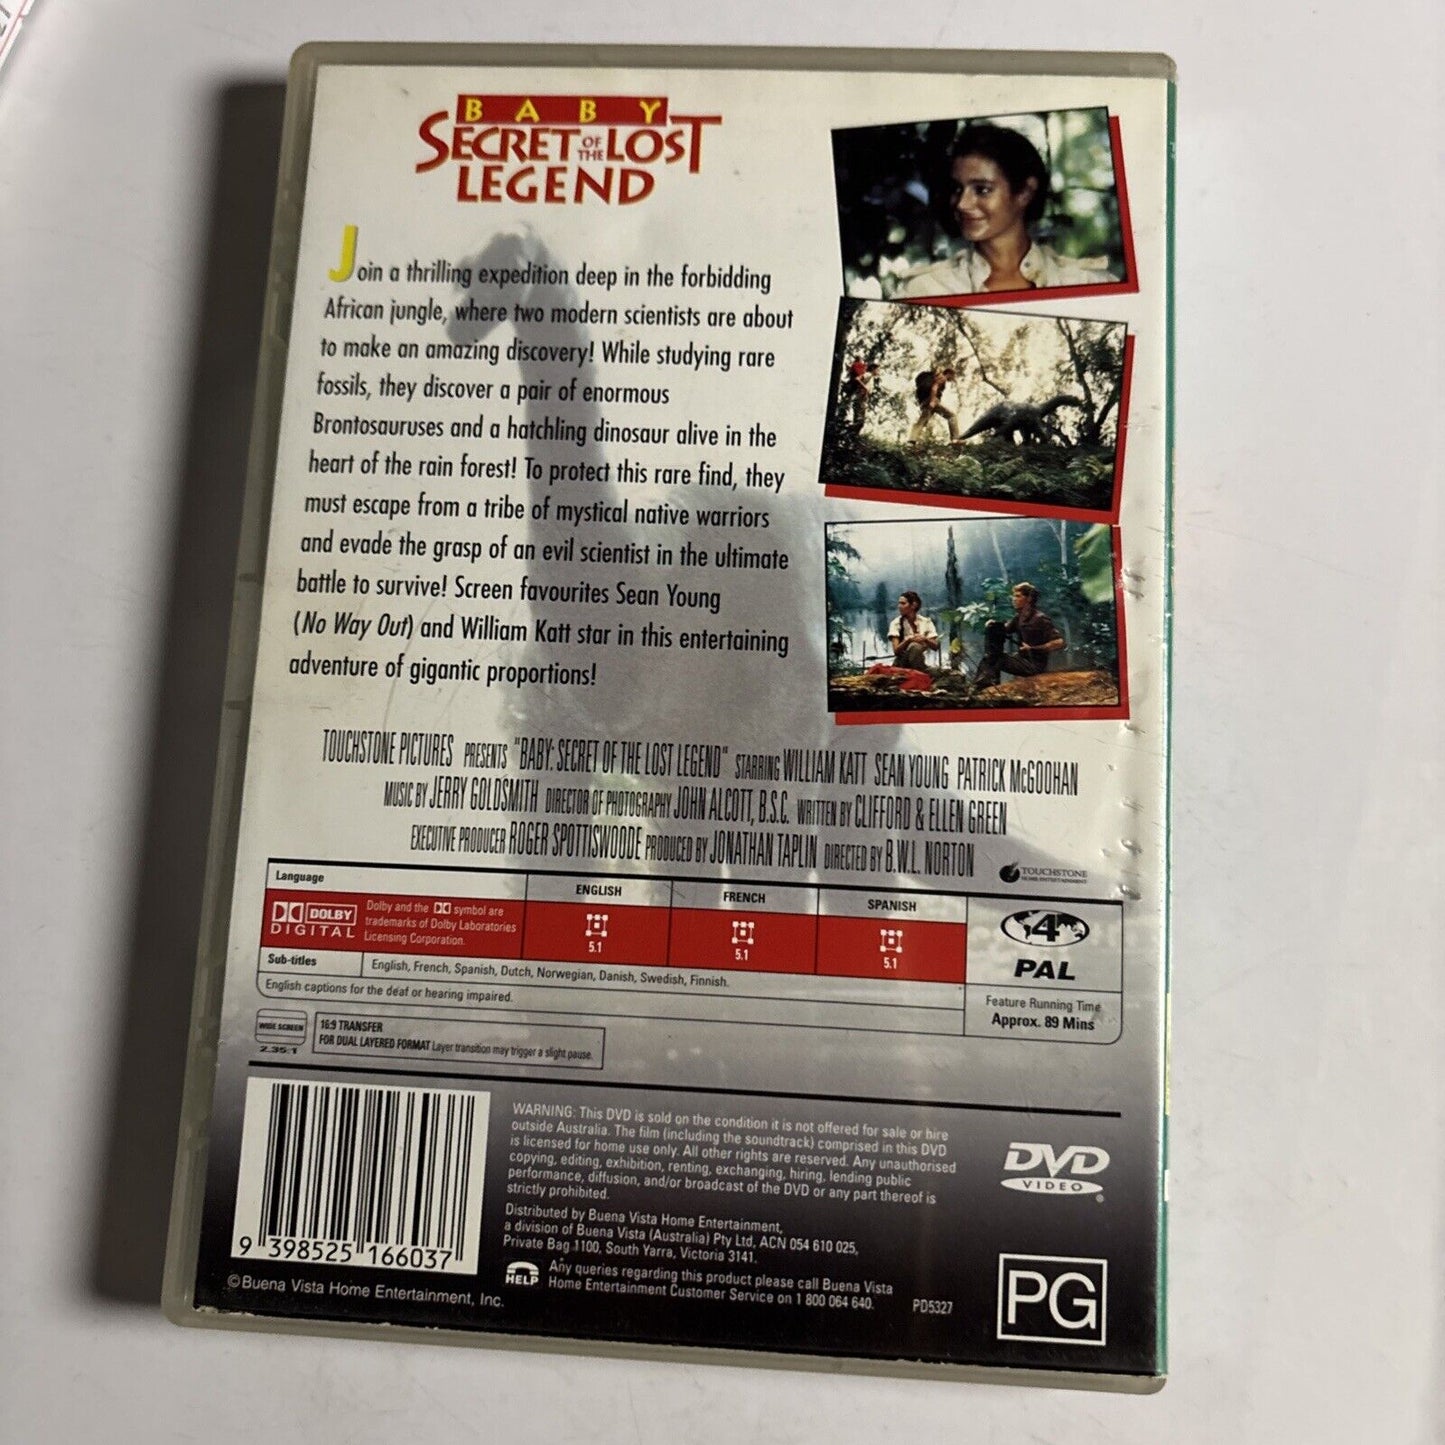 BABY
SECRET OF THE LOST
LEGEND
Join a thrilling expedition deep in the forbidding
African jungle, where two modern scientists are about
to make an amazing discovery! While studying rare
fossils, they discover a pair of enormous
Brontosauruses and a hatchling dinosaur alive in the
heart of the rain forest! To protect this rare find, they
must escape from a tribe of mystical native warriors
and evade the grasp of an evil scientist in the ultimate
battle to survive! Screen favourites Sean Young
(No Way Out) and William Katt star in this entertaining
adventure of gigantic proportions!
TOUCHSTONE PICTURES PRESENTS "BABY: SECRET OF THE LOST LEGEND" STARRING WILLIAM KATT SEAN YOUNG PATRICK McGOOHAN
MUSIC BY JERRY GOLDSMITH DIRECTOR OF PHOTOGRAPHY JOHN ALCOTT, B.S.C. WRITTEN BY CLIFFORD & ELLEN GREEN
EXECUTIVE PRODUCER ROGER SPOTTISWOODE PRODUCED BY JONATHAN TAPLIN DIRECTED BY B.W.L. NORTON
TOUCHSTONE
HOME ENTERTAINMENT
Language
ENGLISH
FRENCH
SPANISH
DOLBY
DIGITAL
Dolby and the symbol are
trademarks of Dolby Laboratories
Licensing Corporation.
5.1
5.1
5.1
4
PAL
Sub-titles
English, French, Spanish, Dutch, Norwegian, Danish, Swedish, Finnish.
English captions for the deaf or hearing impaired.
Feature Running Time
Approx. 89 Mins
WIDE SCREEN
2.35:1
16:9 TRANSFER
FOR DUAL LAYERED FORMAT Layer transition may trigger a slight pause.
WARNING: This DVD is sold on the condition it is not offered for sale or hire
outside Australia. The film (including the soundtrack) comprised in this DVD
is licensed for home use only. All other rights are reserved. Any unauthorised
copying, editing, exhibition, renting, exchanging, hiring, lending public
performance, diffusion, and/or broadcast of the DVD or any part thereof is
strictly prohibited.
Distributed by Buena Vista Home Entertainment,
a division of Buena Vista (Australia) Pty Ltd, ACN 054 610 025,
Private Bag 1100, South Yarra, Victoria 3141.
HELP
Any queries regarding this product please call Buena Vista
Home Entertainment Customer Service on 1 800 064 640.
PD5327
DVD
VIDEO
PG
9 398525 166037
©Buena Vista Home Entertainment, Inc.